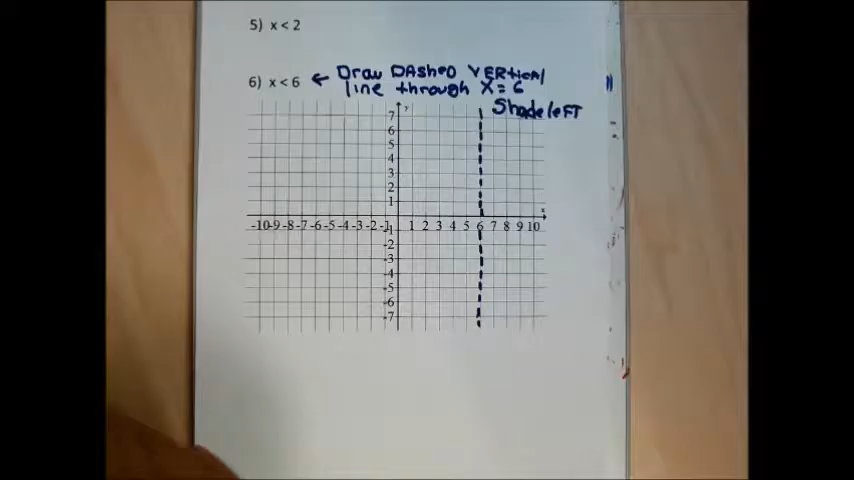 5) x < 2
6) x < 6 ← Draw DAshed VERtical
line through X = 6
Shade left
y
7
6
5
4
3
2
1
x
-10 -9 -8 -7 -6 -5 -4 -3 -2 -1 1 2 3 4 5 6 7 8 9 10
-1
-2
-3
-4
-5
-6
-7